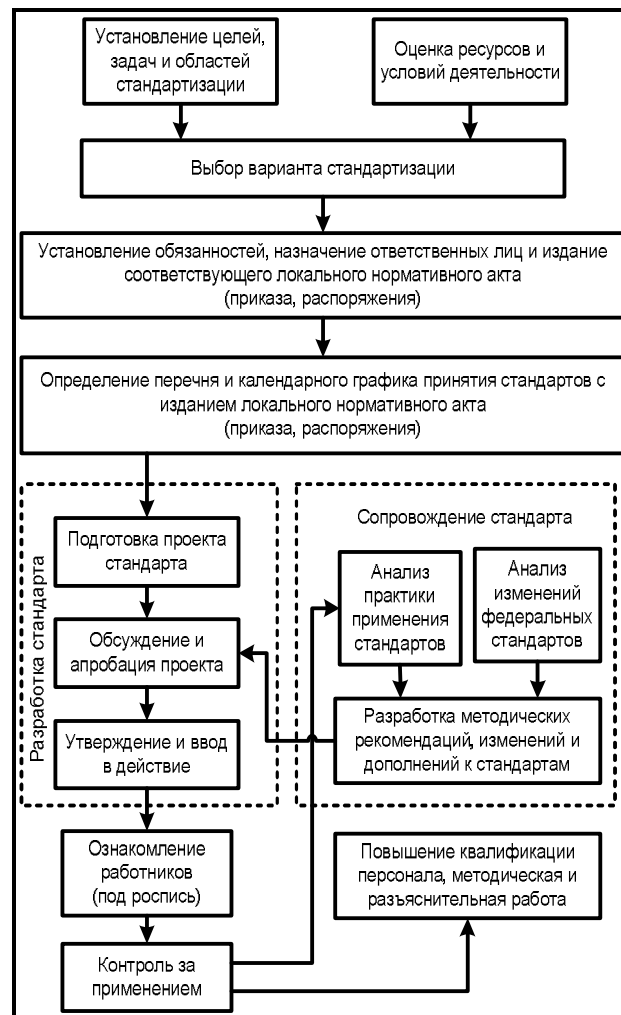 Установление целей,
задач и областей
стандартизации
Оценка ресурсов и
условий деятельности
Выбор варианта стандартизации
Установление обязанностей, назначение ответственных лиц и издание
соответствующего локального нормативного акта
(приказа, распоряжения)
Определение перечня и календарного графика принятия стандартов с
изданием локального нормативного акта
(приказа, распоряжения)
Разработка стандарта
Подготовка проекта
стандарта
Обсуждение и
апробация проекта
Утверждение и ввод
в действие
Сопровождение стандарта
Анализ
практики
применения
стандартов
Анализ
изменений
федеральных
стандартов
Разработка методических
рекомендаций, изменений и
дополнений к стандартам
Ознакомление
работников
(под роспись)
Контроль за
применением
Повышение квалификации
персонала, методическая и
разъяснительная работа